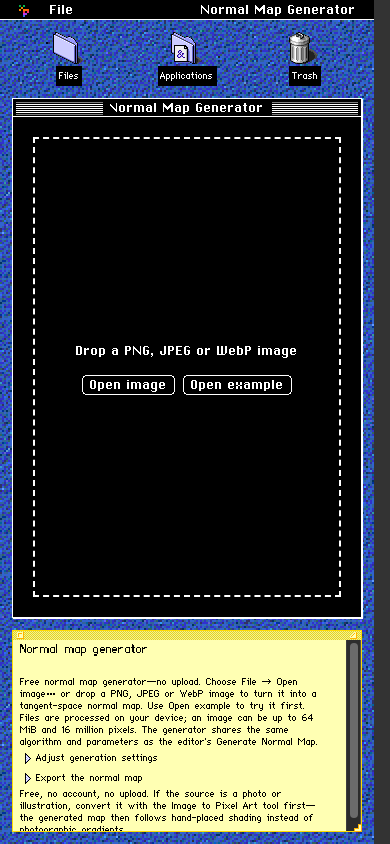 File
Normal Map Generator
Files
Applications
Trash
Normal Map Generator
Drop a PNG, JPEG or WebP image
Open image
Open example
Normal map generator
Free normal map generator—no upload. Choose File → Open
image… or drop a PNG, JPEG or WebP image to turn it into a
tangent-space normal map. Use Open example to try it first.
Files are processed on your device; an image can be up to 64
MiB and 16 million pixels. The generator shares the same
algorithm and parameters as the editor's Generate Normal Map.
Adjust generation settings
Export the normal map
Free, no account, no upload. If the source is a photo or
illustration, convert it with the Image to Pixel Art tool first—
the generated map then follows hand-placed shading instead of
photographic gradients.